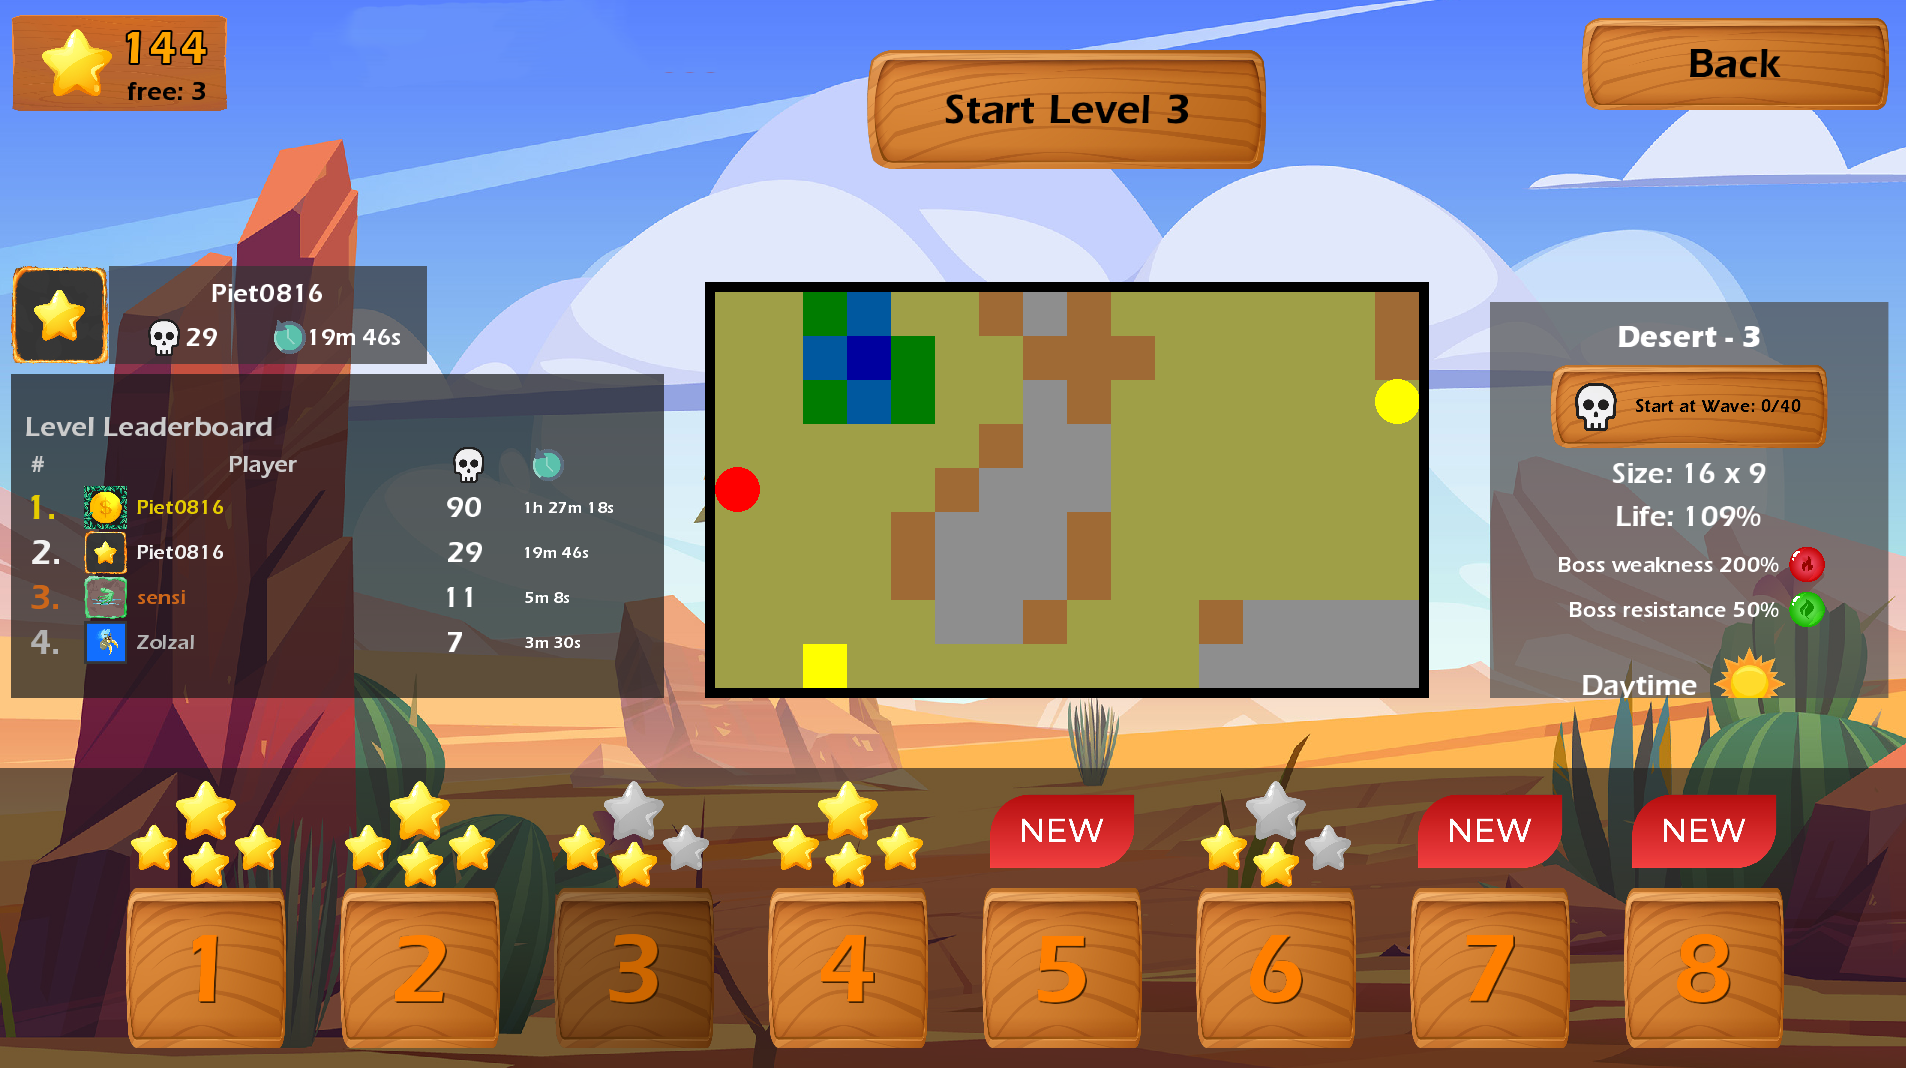 144
free: 3
Start Level 3
Back
Piet0816
29 19m 46s
Level Leaderboard
# Player
1. Piet0816 90 1h 27m 18s
2. Piet0816 29 19m 46s
3. sensi 11 5m 8s
4. Zolzal 7 3m 30s
Desert - 3
Start at Wave: 0/40
Size: 16 x 9
Life: 109%
Boss weakness 200%
Boss resistance 50%
Daytime
NEW NEW NEW
1 2 3 4 5 6 7 8